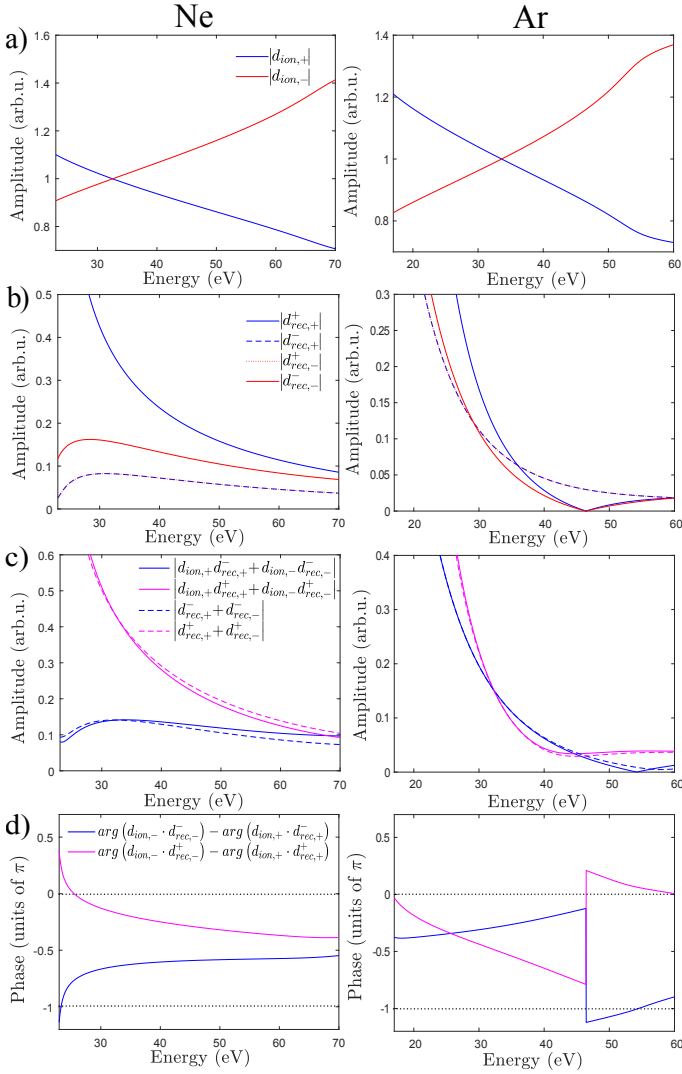 Ne Ar
a)
Amplitude (arb.u.)
1.6
1.4
1.2
1
0.8
|d_{ion,+}|
|d_{ion,-}|
30 40 50 60 70
Energy (eV)
Amplitude (arb.u.)
1.4
1.2
1
0.8
20 30 40 50 60
Energy (eV)
b)
Amplitude (arb.u.)
0.5
0.4
0.3
0.2
0.1
0
|d^{+}_{rec,+}|
|d^{-}_{rec,+}|
|d^{+}_{rec,-}|
|d^{-}_{rec,-}|
30 40 50 60 70
Energy (eV)
Amplitude (arb.u.)
0.3
0.25
0.2
0.15
0.1
0.05
0
20 30 40 50 60
Energy (eV)
c)
Amplitude (arb.u.)
0.6
0.5
0.4
0.3
0.2
0.1
0
|d_{ion,+}d^{-}_{rec,+}+d_{ion,-}d^{-}_{rec,-}|
|d_{ion,+}d^{+}_{rec,+}+d_{ion,-}d^{+}_{rec,-}|
|d^{-}_{rec,+}+d^{-}_{rec,-}|
|d^{+}_{rec,+}+d^{+}_{rec,-}|
30 40 50 60 70
Energy (eV)
Amplitude (arb.u.)
0.4
0.3
0.2
0.1
0
20 30 40 50 60
Energy (eV)
d)
Phase (units of π)
0.5
0
-0.5
-1
arg(d_{ion,-}·d^{-}_{rec,-})−arg(d_{ion,+}·d^{-}_{rec,+})
arg(d_{ion,-}·d^{+}_{rec,-})−arg(d_{ion,+}·d^{+}_{rec,+})
30 40 50 60 70
Energy (eV)
Phase (units of π)
0.5
0
-0.5
-1
20 30 40 50 60
Energy (eV)